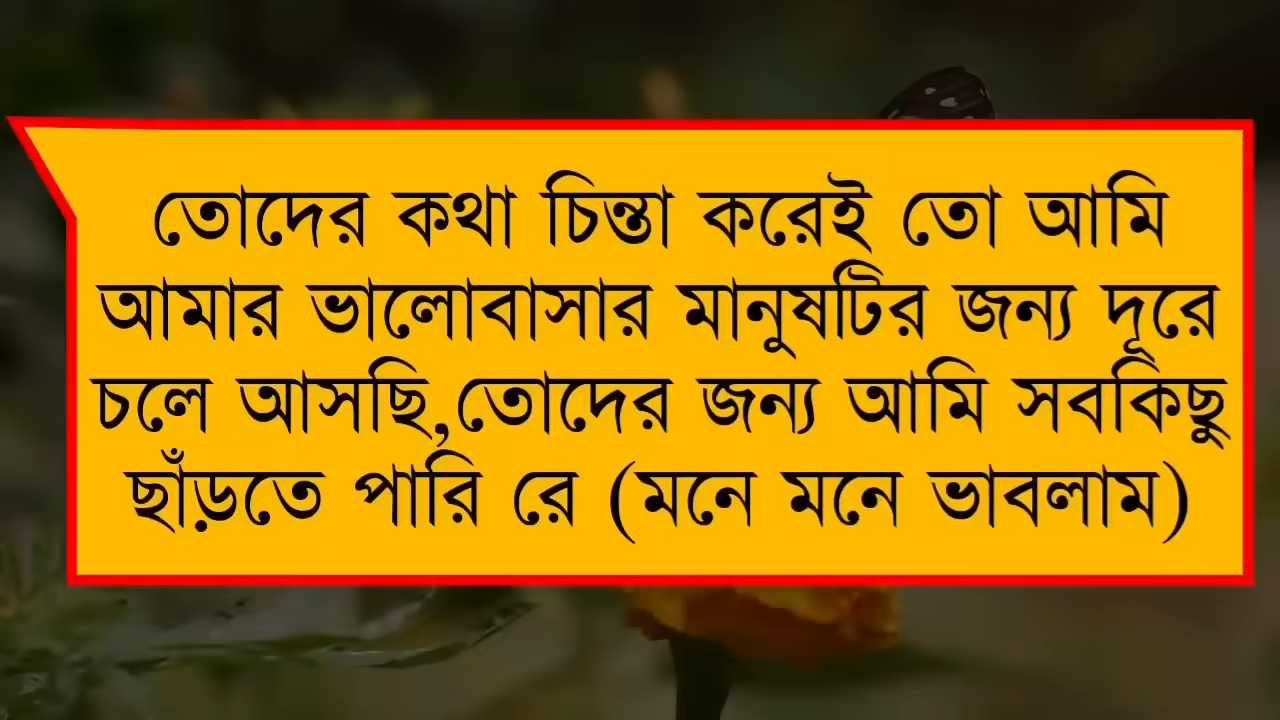 তোদের কথা চিন্তা করেই তো আমি
আমার ভালোবাসার মানুষটির জন্য দূরে
চলে আসছি,তোদের জন্য আমি সবকিছু
ছাঁড়তে পারি রে (মনে মনে ভাবলাম)